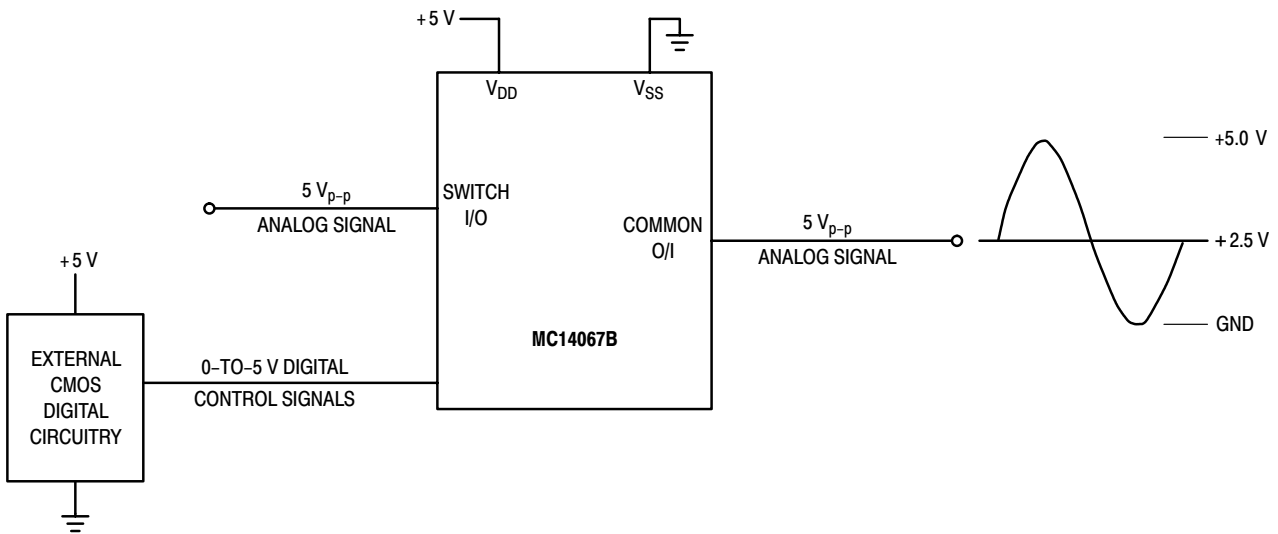 +5 V
V_DD
V_SS
+5.0 V
5 V_p–p
SWITCH
I/O
ANALOG SIGNAL
COMMON
O/I
5 V_p–p
ANALOG SIGNAL
+ 2.5 V
+5 V
GND
MC14067B
EXTERNAL
CMOS
DIGITAL
CIRCUITRY
0–TO–5 V DIGITAL
CONTROL SIGNALS